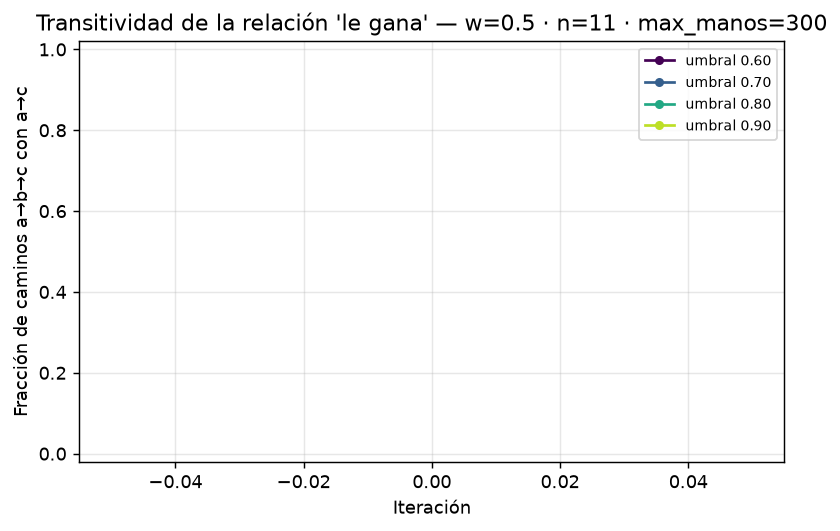 Transitividad de la relación 'le gana' — w=0.5 · n=11 · max_manos=300
Fracción de caminos a→b→c con a→c
1.0
0.8
0.6
0.4
0.2
0.0
umbral 0.60
umbral 0.70
umbral 0.80
umbral 0.90
−0.04
−0.02
0.00
0.02
0.04
Iteración